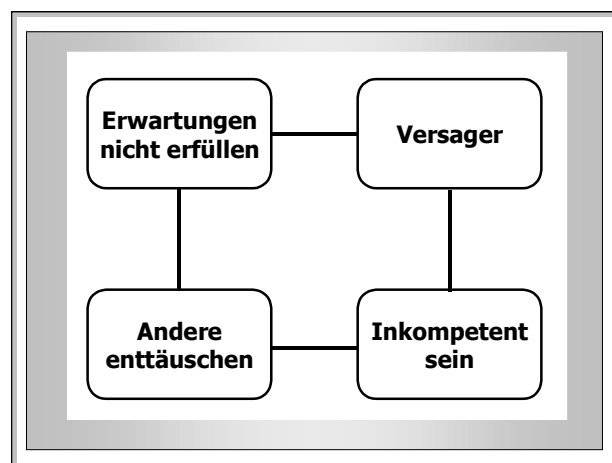 Erwartungen
nicht erfüllen
Versager
Andere
enttäuschen
Inkompetent
sein